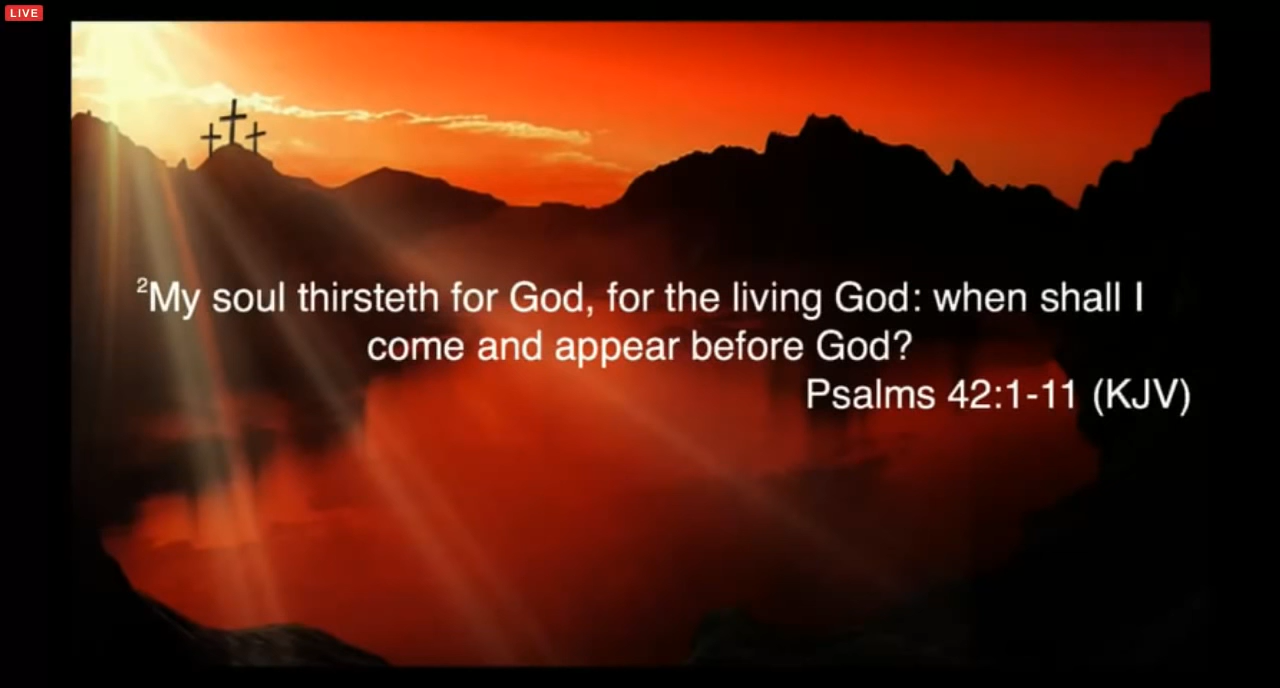 LIVE
²My soul thirsteth for God, for the living God: when shall I
come and appear before God?
Psalms 42:1-11 (KJV)